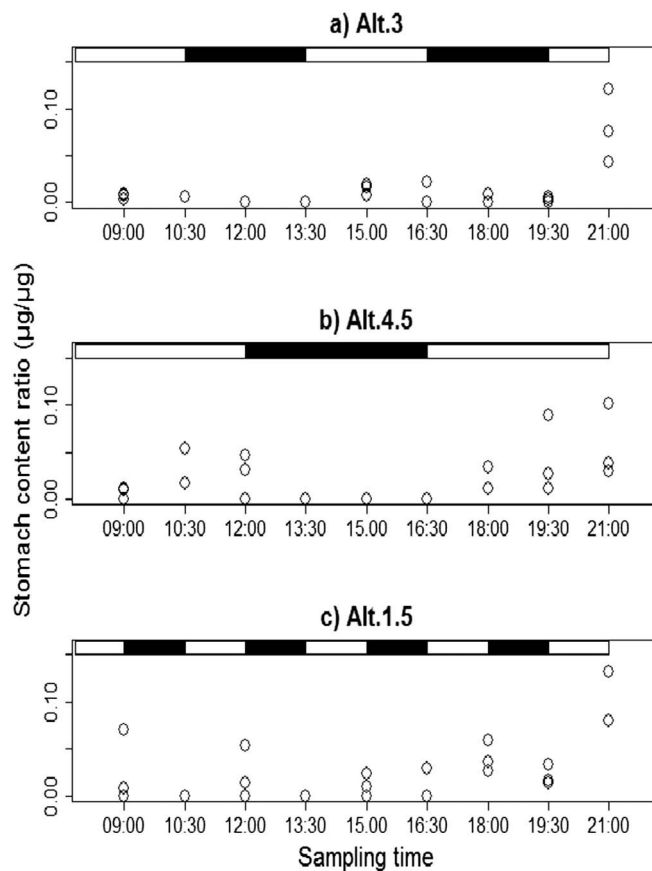 a) Alt.3
0.10
0.00
09:00 10:30 12:00 13:30 15.00 16:30 18:00 19:30 21:00
b) Alt.4.5
0.10
0.00
09:00 10:30 12:00 13:30 15:00 16:30 18:00 19:30 21:00
c) Alt.1.5
0.10
0.00
09:00 10:30 12:00 13:30 15:00 16:30 18:00 19:30 21:00
Sampling time
Stomach content ratio (µg/µg)